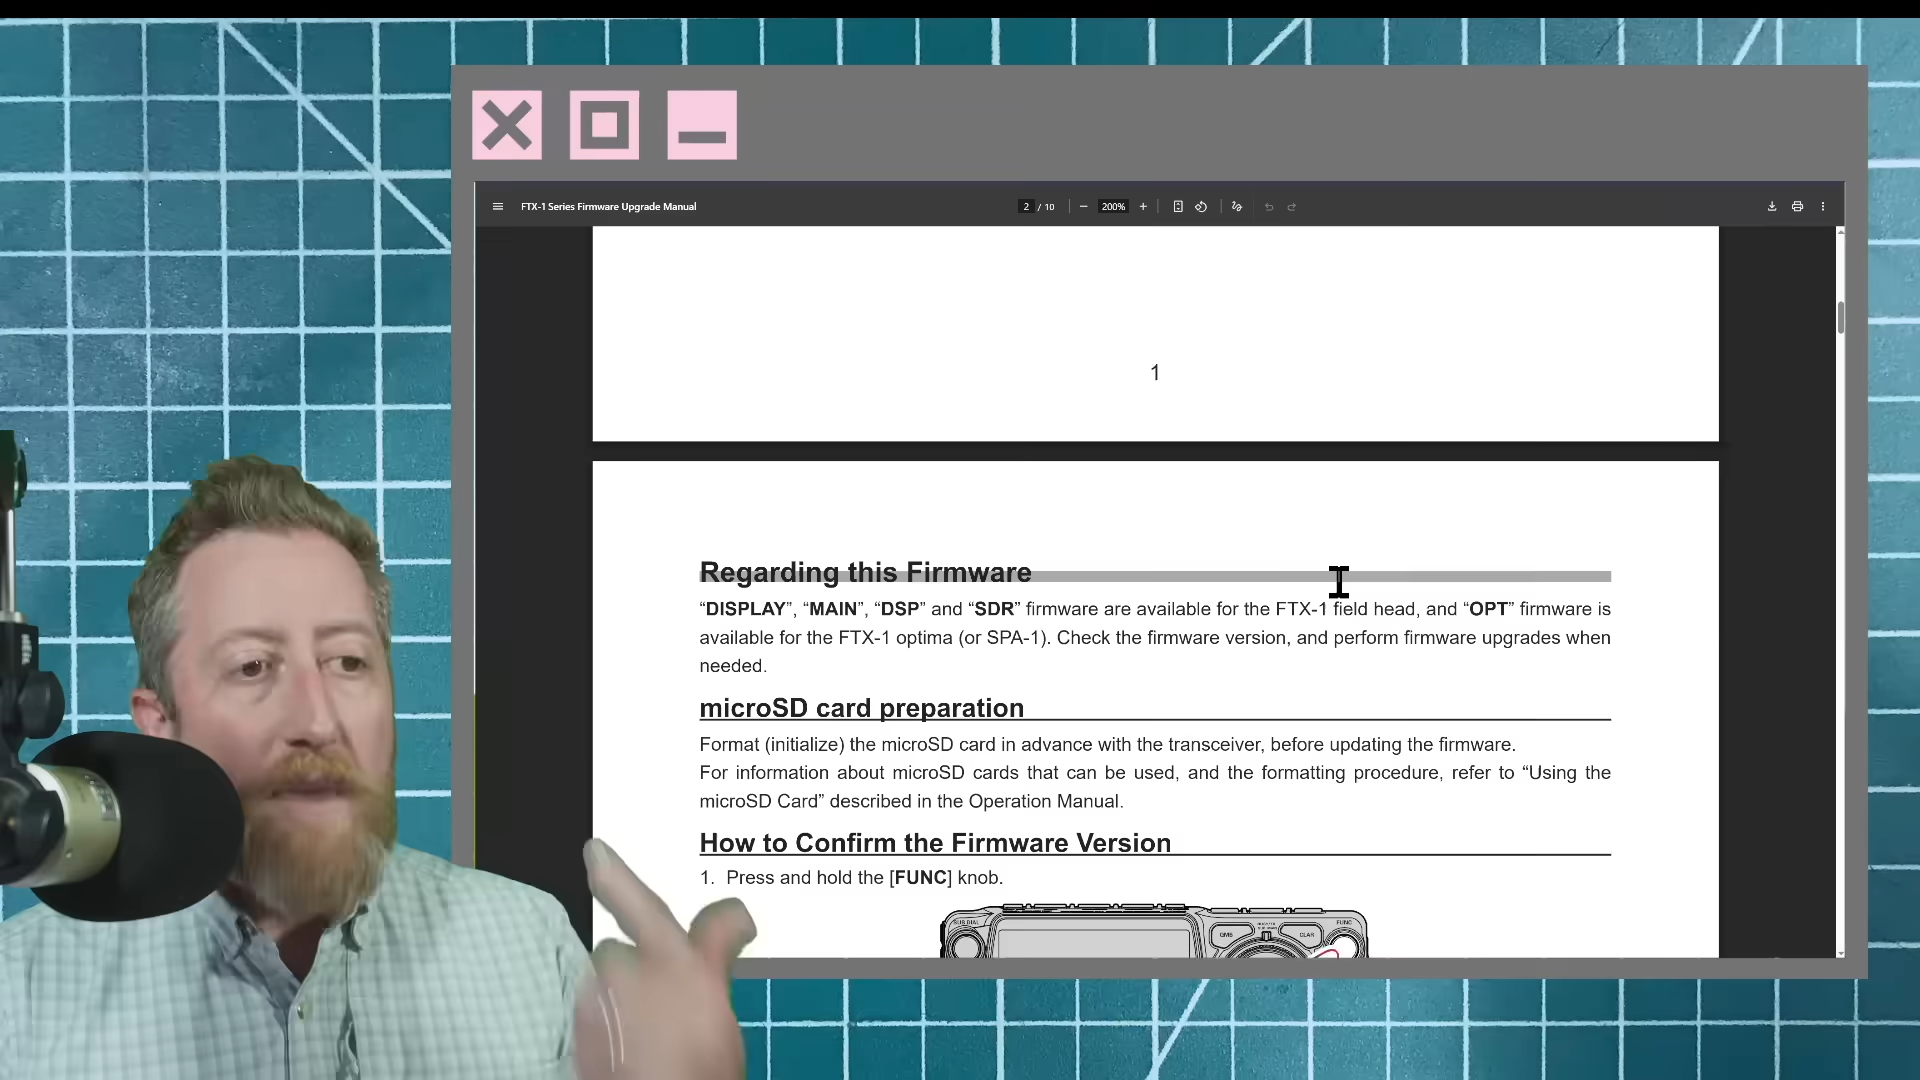 FTX-1 Series Firmware Upgrade Manual
2 / 10
200%
1
Regarding this Firmware
“DISPLAY”, “MAIN”, “DSP” and “SDR” firmware are available for the FTX-1 field head, and “OPT” firmware is
available for the FTX-1 optima (or SPA-1). Check the firmware version, and perform firmware upgrades when
needed.
microSD card preparation
Format (initialize) the microSD card in advance with the transceiver, before updating the firmware.
For information about microSD cards that can be used, and the formatting procedure, refer to “Using the
microSD Card” described in the Operation Manual.
How to Confirm the Firmware Version
1. Press and hold the [FUNC] knob.
SUB DIAL
QMB
CLAR
FUNC